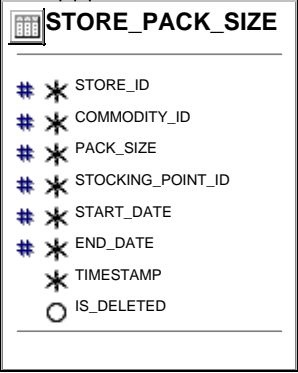 STORE_PACK_SIZE
# * STORE_ID
# * COMMODITY_ID
# * PACK_SIZE
# * STOCKING_POINT_ID
# * START_DATE
# * END_DATE
* TIMESTAMP
O IS_DELETED